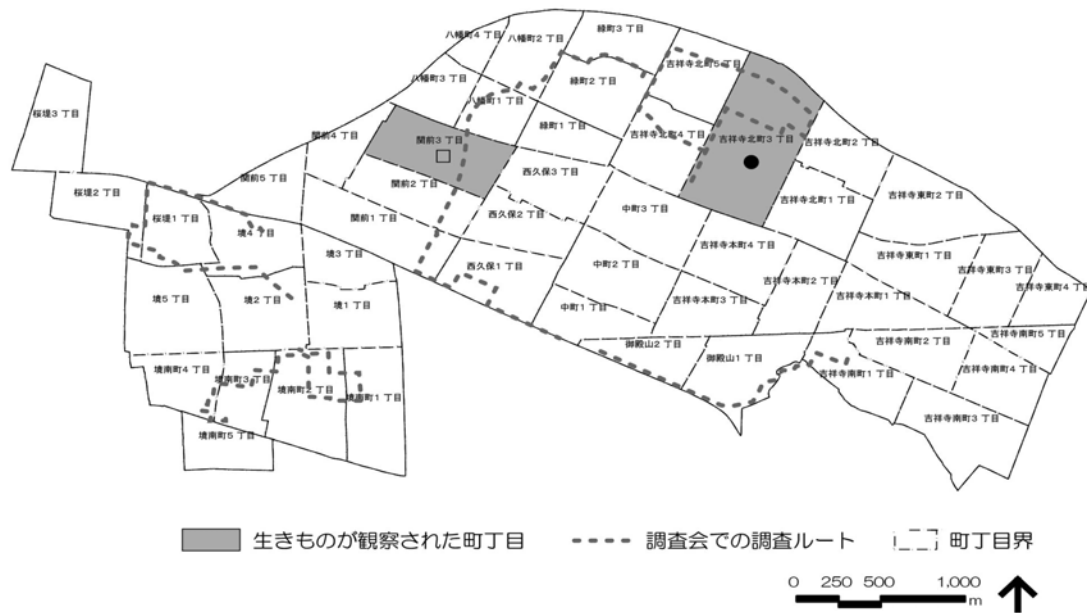 緑町3 丁目
八幡町4 丁目
八幡町2 丁目
吉祥寺北町5 丁目
八幡町3 丁目
緑町2 丁目
桜堤3 丁目
八幡町1 丁目
緑町1 丁目
吉祥寺北町4 丁目
吉祥寺北町3 丁目
吉祥寺北町2 丁目
関前4 丁目
関前3 丁目
西久保3 丁目
関前5 丁目
関前2 丁目
桜堤2 丁目
吉祥寺東町2 丁目
吉祥寺北町1 丁目
中町3 丁目
桜堤1 丁目
関前1 丁目
西久保2 丁目
境4 丁目
吉祥寺本町4 丁目
境3 丁目
吉祥寺東町1 丁目
西久保1 丁目
中町2 丁目
吉祥寺東町3 丁目
吉祥寺本町2 丁目
吉祥寺東町4 丁目
境5 丁目
境2 丁目
境1 丁目
吉祥寺本町1 丁目
中町1 丁目
吉祥寺本町3 丁目
吉祥寺南町5 丁目
御殿山2 丁目
吉祥寺南町2 丁目
御殿山1 丁目
境南町4 丁目
境南町3 丁目
吉祥寺南町1 丁目
吉祥寺南町4 丁目
境南町2 丁目
境南町1 丁目
吉祥寺南町3 丁目
境南町5 丁目
生きものが観察された町丁目
調査会での調査ルート
町丁目界
0 250 500 1,000
m